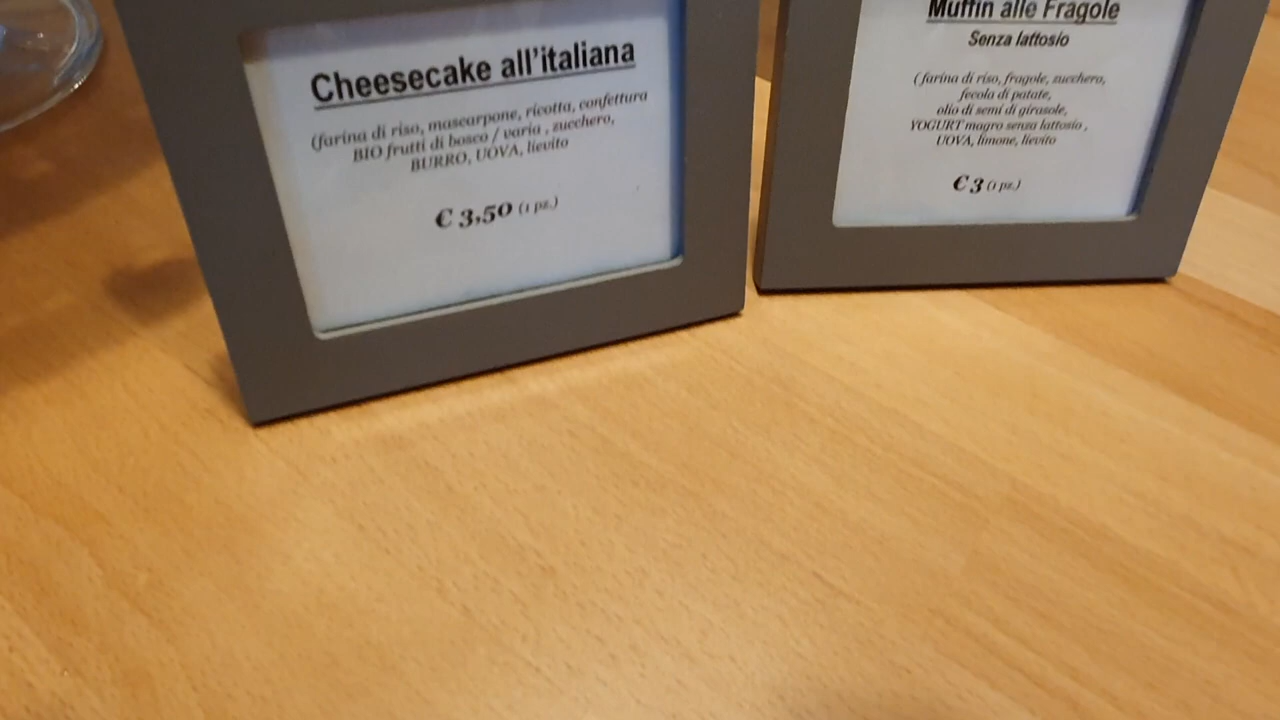 Cheesecake all'italiana
(farina di riso, mascarpone, ricotta, confettura
BIO frutti di bosco / varia , zucchero,
BURRO, UOVA, lievito
€ 3,50 (1 pz.)
Muffin alle Fragole
Senza lattosio
(farina di riso, fragole, zucchero,
fecola di patate,
olio di semi di girasole,
YOGURT magro senza lattosio ,
UOVA, limone, lievito
€ 3 (1 pz.)